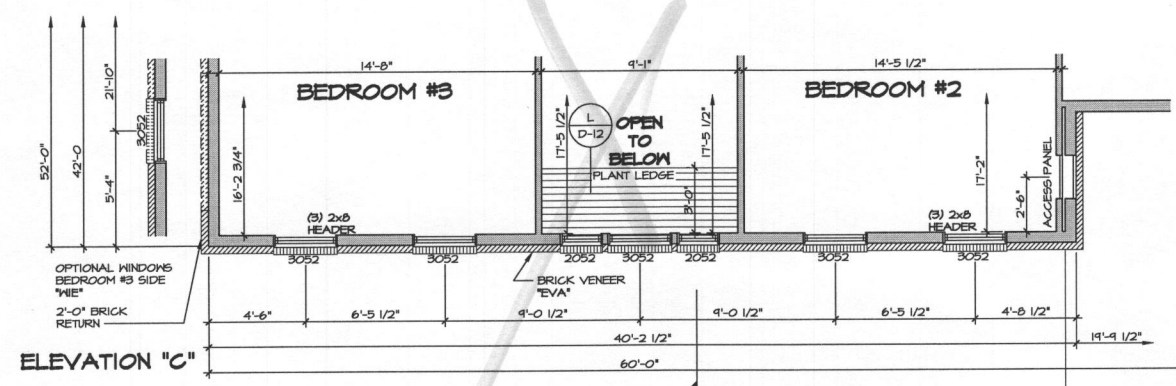 14'-8"
9'-1"
14'-5 1/2"
BEDROOM #3
BEDROOM #2
21'-10"
3052
5'-4"
52'-0"
42'-0
16'-2 3/4"
17'-5 1/2"
L
D-12
OPEN
TO
BELOW
PLANT LEDGE
3'-0"
17'-5 1/2"
17'-2"
2'-6"
ACCESS PANEL
(3) 2x8
HEADER
(3) 2x8
HEADER
3052
3052
2052
3052
2052
3052
3052
OPTIONAL WINDOWS
BEDROOM #3 SIDE
"WIE"
2'-0" BRICK
RETURN
BRICK VENEER
"EVA"
4'-6"
6'-5 1/2"
9'-0 1/2"
9'-0 1/2"
6'-5 1/2"
4'-8 1/2"
40'-2 1/2"
19'-9 1/2"
60'-0"
ELEVATION "C"